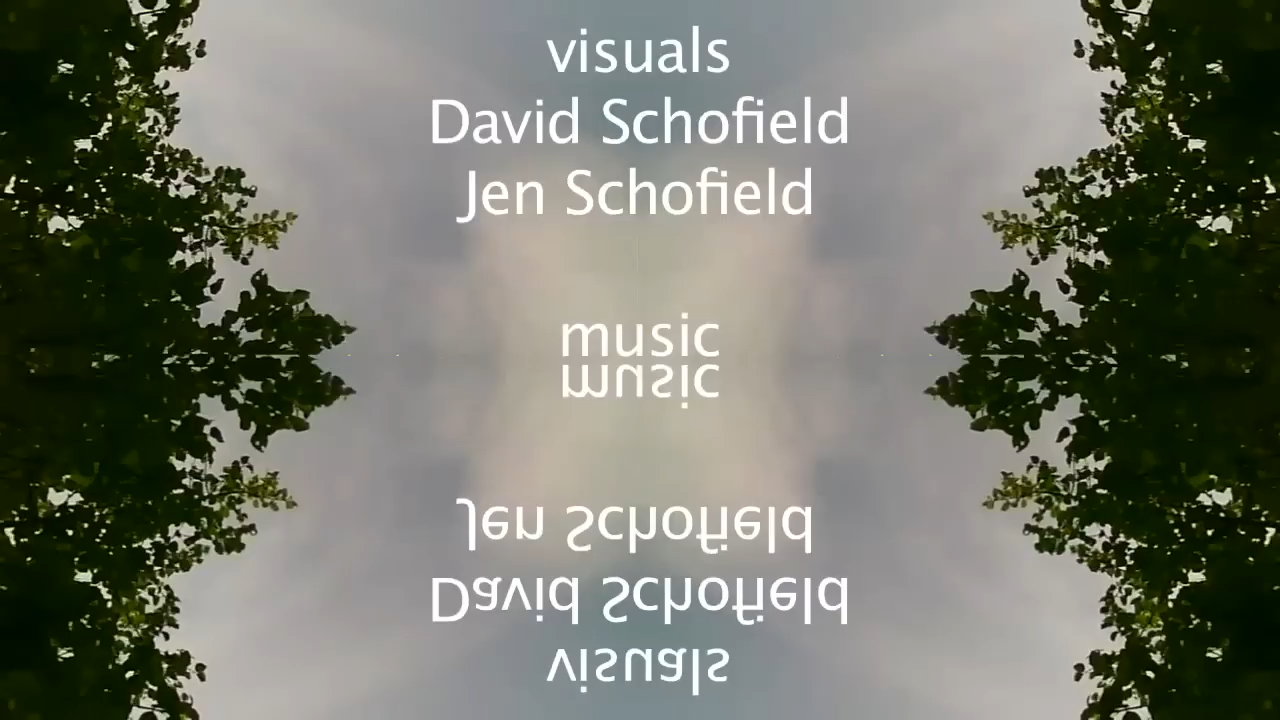 visuals
David Schofield
Jen Schofield
music
music
Jen Schofield
David Schofield
visuals